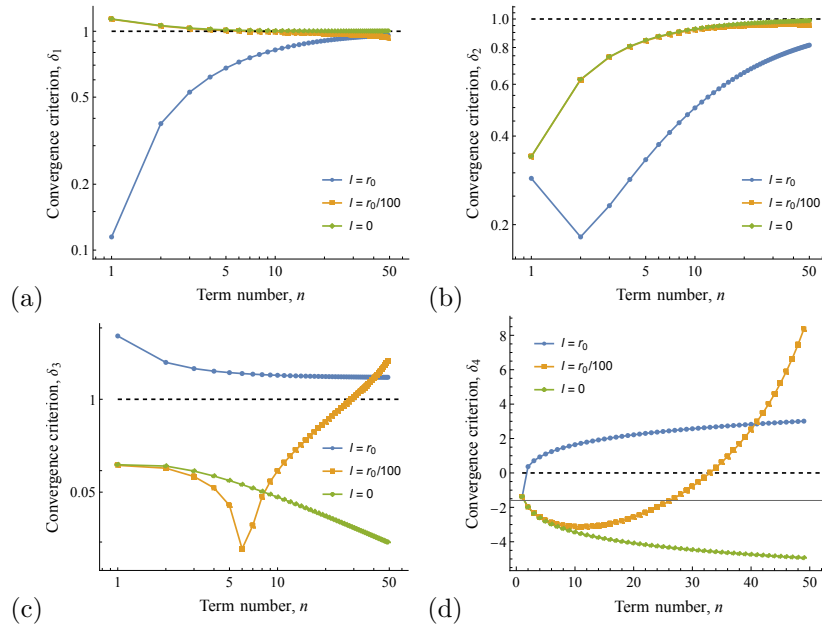 Convergence criterion, δ1
1
0.5
0.1
1
5
10
50
Term number, n
l = r0
l = r0/100
l = 0
(a)
Convergence criterion, δ2
1.0
0.8
0.6
0.4
0.2
1
5
10
50
Term number, n
l = r0
l = r0/100
l = 0
(b)
Convergence criterion, δ3
1
0.05
1
5
10
50
Term number, n
l = r0
l = r0/100
l = 0
(c)
Convergence criterion, δ4
8
6
4
2
0
-2
-4
0
10
20
30
40
50
Term number, n
l = r0
l = r0/100
l = 0
(d)